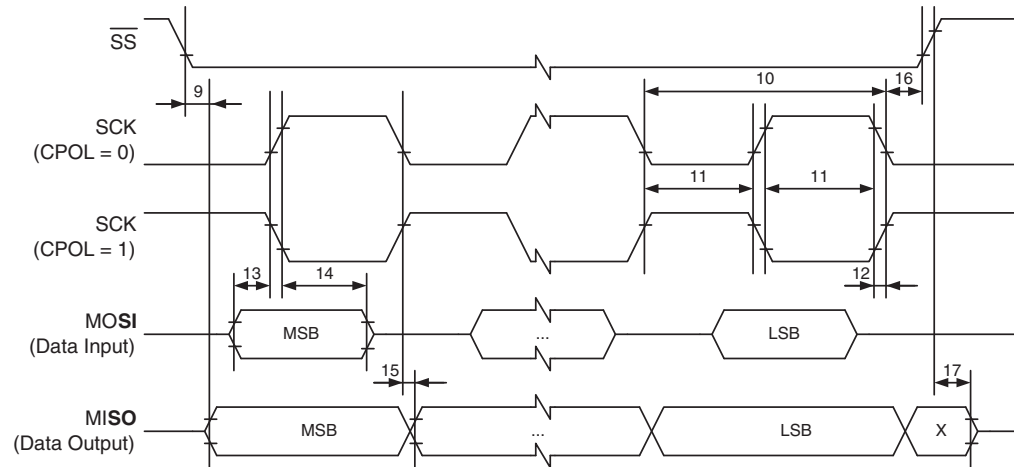 SS
10
9
16
SCK
(CPOL = 0)
11
11
SCK
(CPOL = 1)
13
14
12
MOSI
(Data Input)
MSB
...
LSB
15
17
MISO
(Data Output)
MSB
...
LSB
X